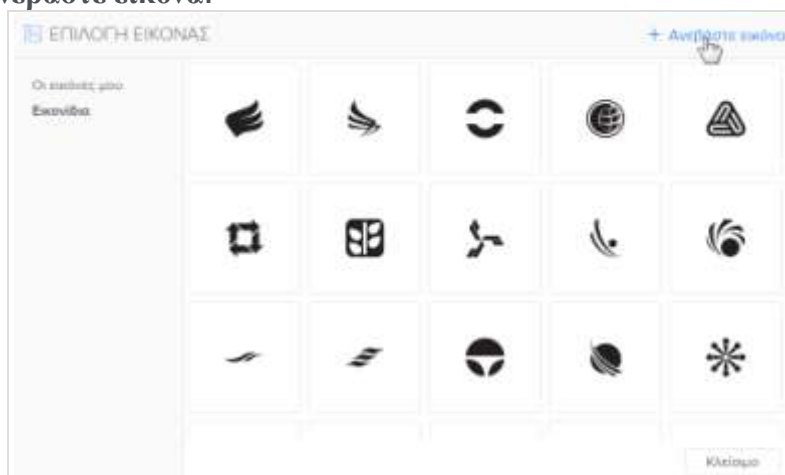 ΕΠΙΛΟΓΗ ΕΙΚΟΝΑΣ
+ Ανεβάστε εικόνα
Οι εικόνες μου
Εικονίδια
Κλείσιμο